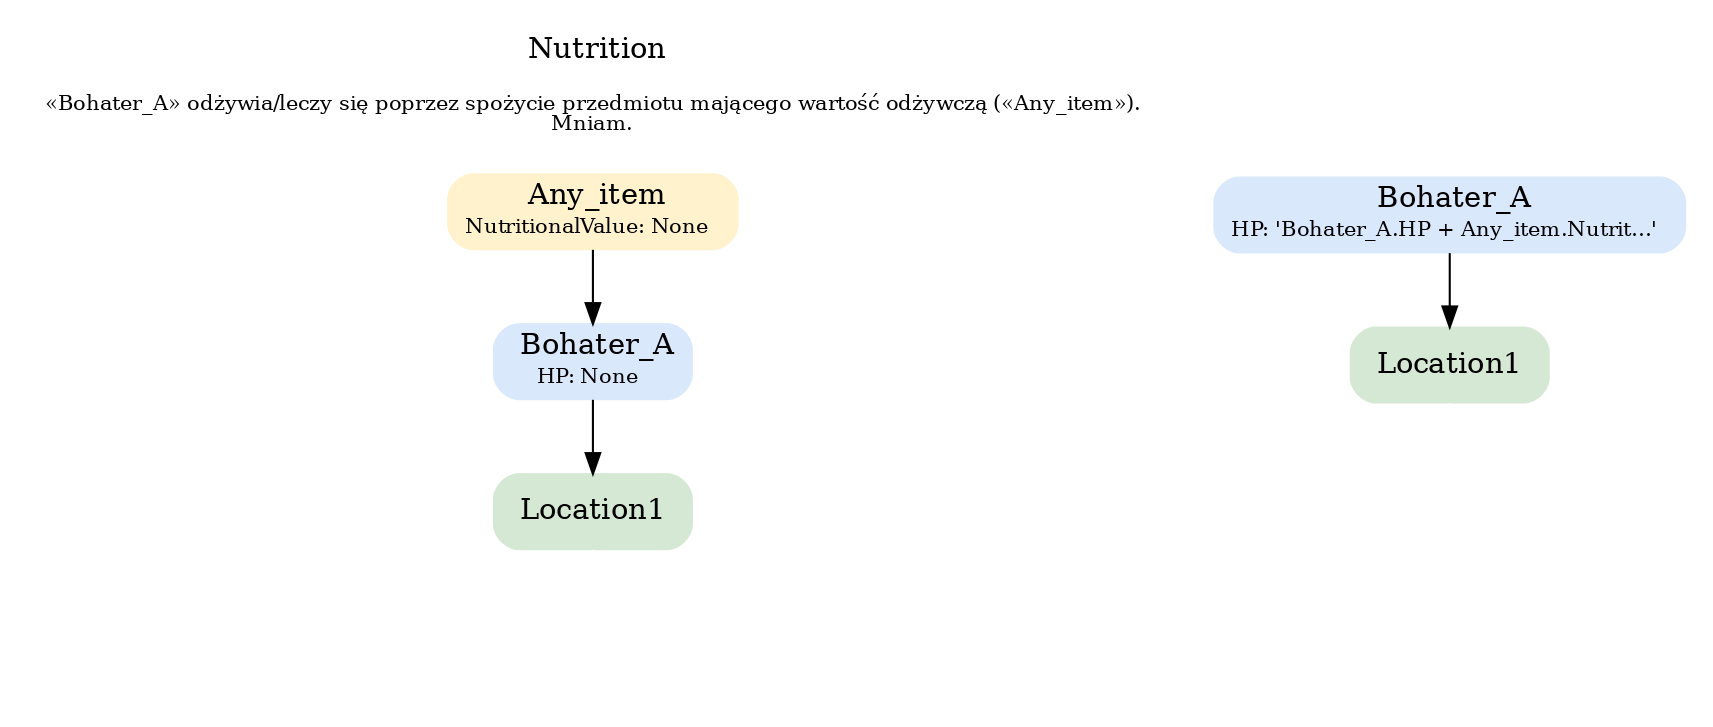 Nutrition
«Bohater_A» odżywia/leczy się poprzez spożycie przedmiotu mającego wartość odżywczą («Any_item»).
Mniam.
Any_item
NutritionalValue: None
Bohater_A
HP: None
Location1
Bohater_A
HP: 'Bohater_A.HP + Any_item.Nutrit...'
Location1